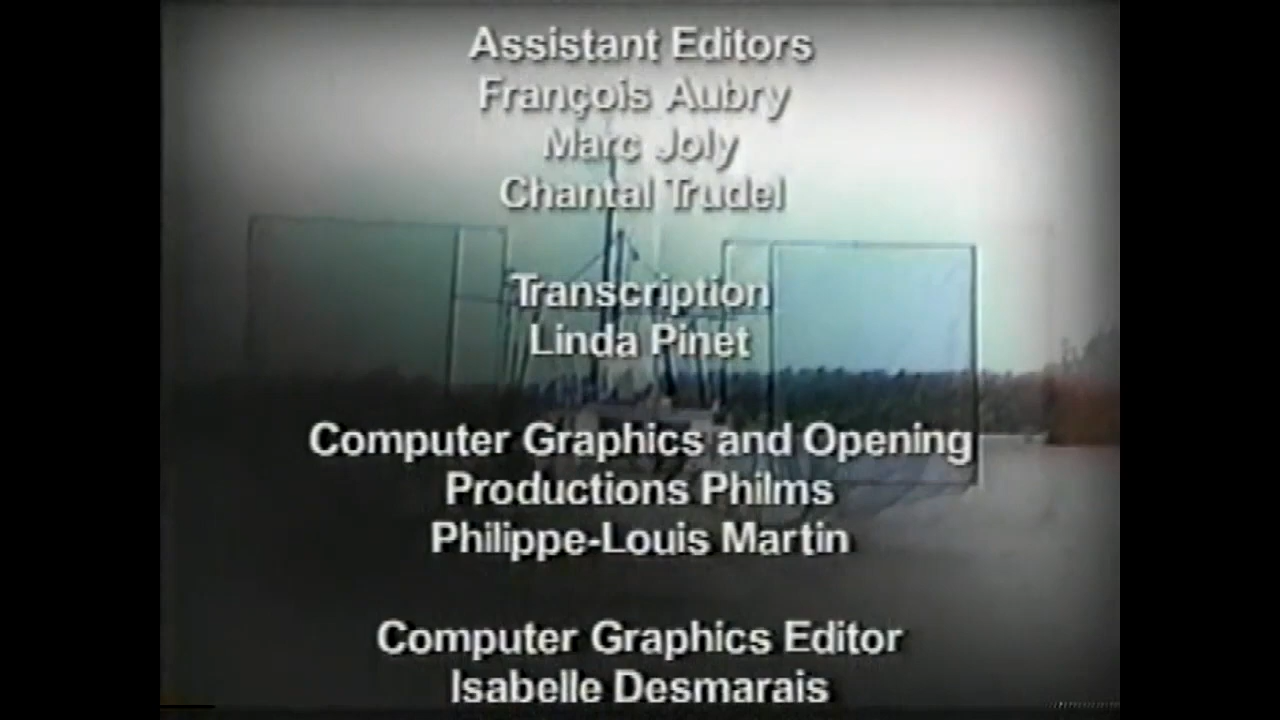 Assistant Editors
François Aubry
Marc Joly
Chantal Trudel
Transcription
Linda Pinet
Computer Graphics and Opening
Productions Philms
Philippe-Louis Martin
Computer Graphics Editor
Isabelle Desmarais